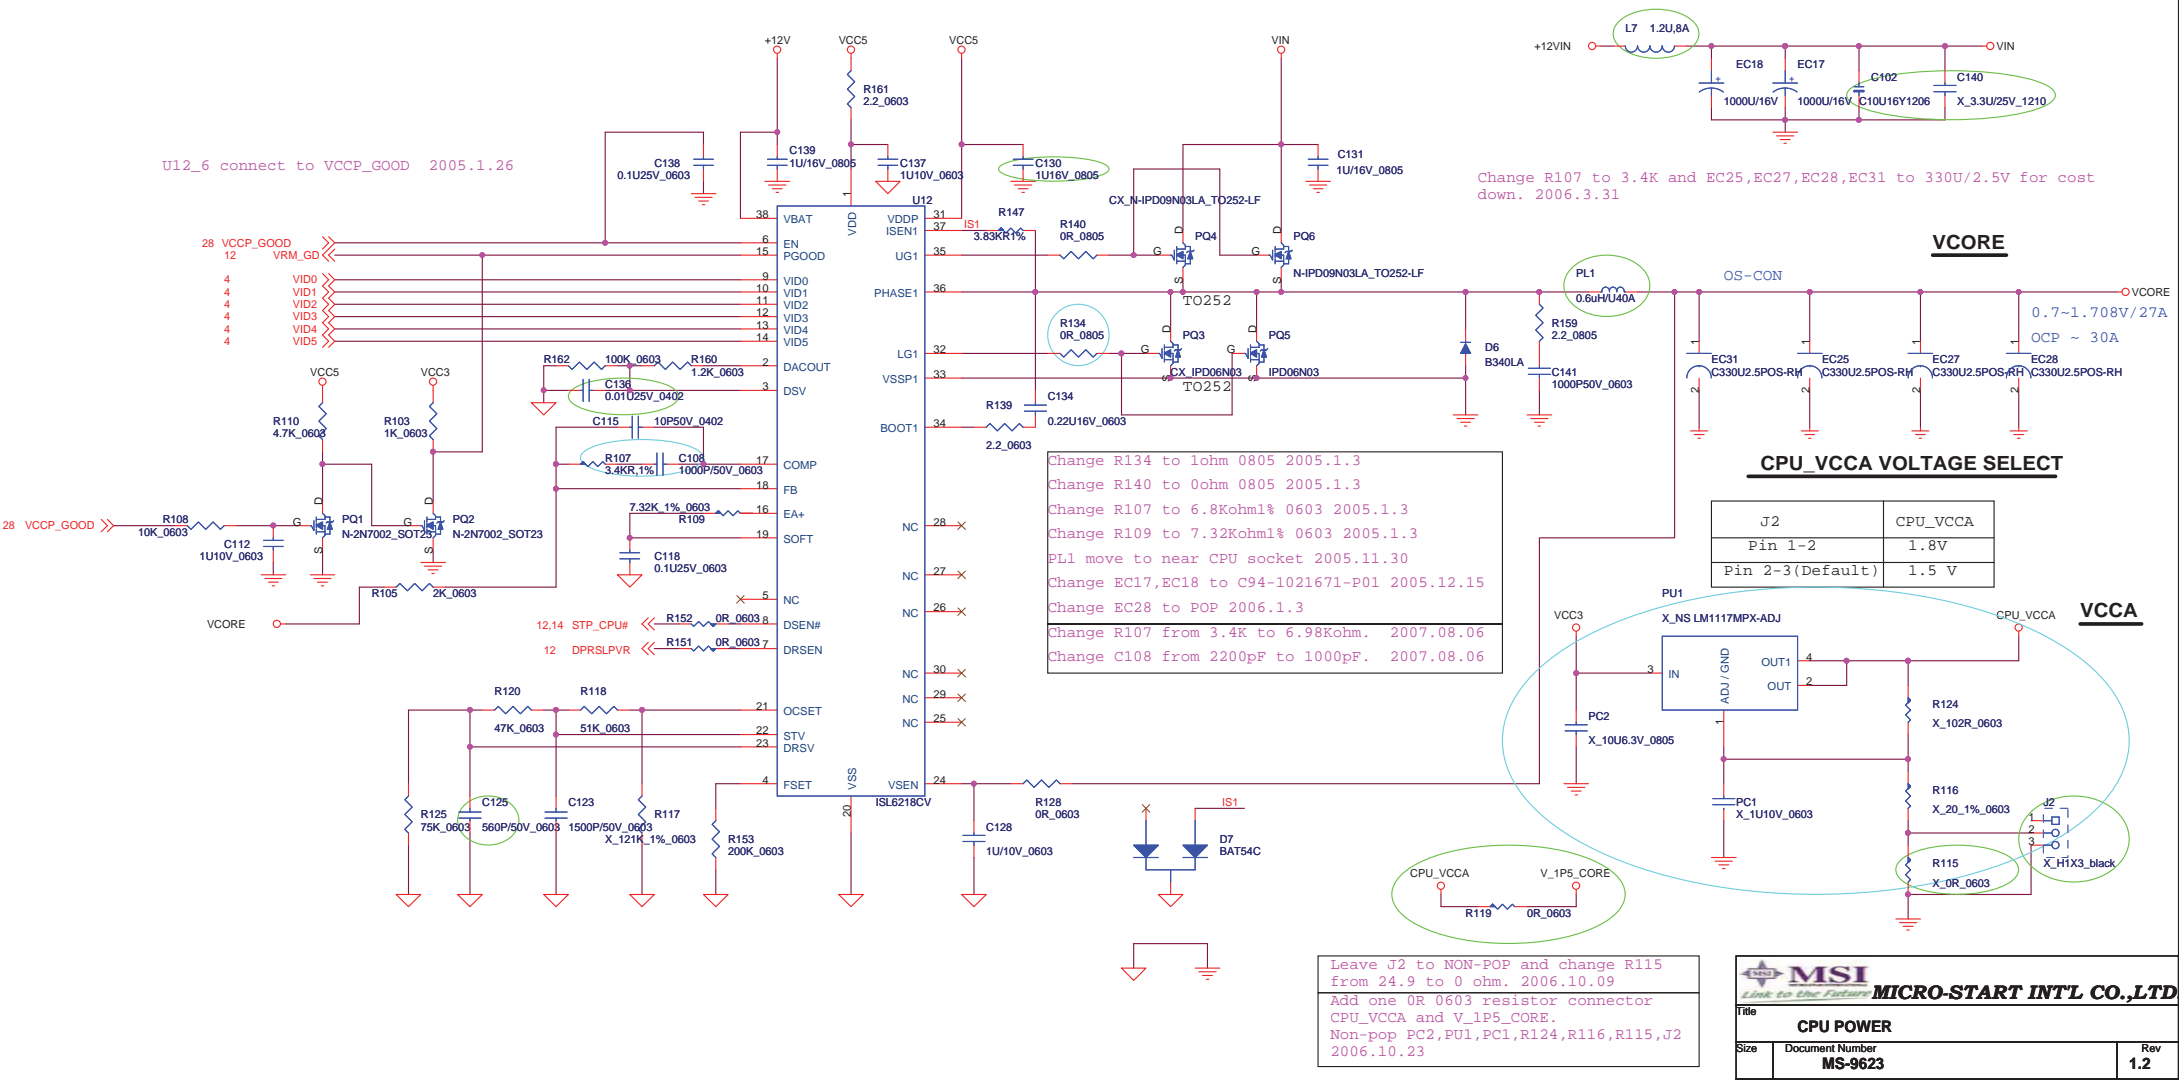 U12_6 connect to VCCP_GOOD 2005.1.26
+12V
VCC5
VCC5
VIN
R161
2.2_0603
C138
0.1U25V_0603
C139
1U/16V_0805
C137
1U10V_0603
C130
1U16V_0805
C131
1U/16V_0805
+12VIN
L7 1.2U,8A
VIN
EC18
1000U/16V
EC17
1000U/16V
C102
C10U16Y1206
C140
X_3.3U/25V_1210
Change R107 to 3.4K and EC25,EC27,EC28,EC31 to 330U/2.5V for cost
down. 2006.3.31
28 VCCP_GOOD
12 VRM_GD
4 VID0
4 VID1
4 VID2
4 VID3
4 VID4
4 VID5
U12
38 VBAT
6 EN
15 PGOOD
9 VID0
10 VID1
11 VID2
12 VID3
13 VID4
14 VID5
2 DACOUT
3 DSV
17 COMP
18 FB
16 EA+
19 SOFT
5 NC
8 DSEN#
7 DRSEN
21 OCSET
22 STV
23 DRSV
4 FSET
1 VDD
VSS 20
VDDP 31
ISEN1 37
UG1 35
PHASE1 36
LG1 32
VSSP1 33
BOOT1 34
NC 28
NC 27
NC 26
NC 30
NC 29
NC 25
VSEN 24
ISL6218CV
IS1
R147
3.83KR1%
R140
0R_0805
CX_N-IPD09N03LA_TO252-LF
D
G
PQ4
S
D
G
PQ6
S
N-IPD09N03LA_TO252-LF
TO252
R134
0R_0805
D
G
PQ3
S
CX_IPD06N03
TO252
D
G
PQ5
S
IPD06N03
R139
2.2_0603
C134
0.22U16V_0603
D6
B340LA
R159
2.2_0805
C141
1000P50V_0603
PL1
0.6uH/U40A
OS-CON
VCORE
VCORE
0.7~1.708V/27A
OCP ~ 30A
1
EC31
C330U2.5POS-RH
2
1
EC25
C330U2.5POS-RH
2
1
EC27
C330U2.5POS-RH
2
1
EC28
C330U2.5POS-RH
2
R162
100K_0603
R160
1.2K_0603
C136
0.01U25V_0402
C115
10P50V_0402
R107
3.4KR,1%
C108
1000P/50V_0603
7.32K_1%_0603
R109
C118
0.1U25V_0603
VCC5
VCC3
R110
4.7K_0603
R103
1K_0603
28 VCCP_GOOD
R108
10K_0603
C112
1U10V_0603
D
G
PQ1
N-2N7002_SOT23
S
D
G
PQ2
N-2N7002_SOT23
S
R105
2K_0603
VCORE
12,14 STP_CPU#
R152
0R_0603
12 DPRSLPVR
R151
0R_0603
R120
47K_0603
R118
51K_0603
R125
75K_0603
C125
560P/50V_0603
C123
1500P/50V_0603
R117
X_121K_1%_0603
R153
200K_0603
Change R134 to 1ohm 0805 2005.1.3
Change R140 to 0ohm 0805 2005.1.3
Change R107 to 6.8Kohm1% 0603 2005.1.3
Change R109 to 7.32Kohm1% 0603 2005.1.3
PL1 move to near CPU socket 2005.11.30
Change EC17,EC18 to C94-1021671-P01 2005.12.15
Change EC28 to POP 2006.1.3
Change R107 from 3.4K to 6.98Kohm. 2007.08.06
Change C108 from 2200pF to 1000pF. 2007.08.06
C128
1U/10V_0603
R128
0R_0603
IS1
D7
BAT54C
CPU_VCCA VOLTAGE SELECT
J2 CPU_VCCA
Pin 1-2 1.8V
Pin 2-3(Default) 1.5 V
VCCA
PU1
X_NS LM1117MPX-ADJ
VCC3
CPU_VCCA
3 IN
ADJ / GND
1
OUT1 4
OUT 2
PC2
X_10U6.3V_0805
PC1
X_1U10V_0603
R124
X_102R_0603
R116
X_20_1%_0603
R115
X_0R_0603
J2
1
2
3
X_H1X3_black
CPU_VCCA
V_1P5_CORE
R119
0R_0603
Leave J2 to NON-POP and change R115
from 24.9 to 0 ohm. 2006.10.09
Add one 0R 0603 resistor connector
CPU_VCCA and V_1P5_CORE.
Non-pop PC2,PU1,PC1,R124,R116,R115,J2
2006.10.23
MSI
MSI
Link to the Future
MICRO-START INT'L CO.,LTD
Title
CPU POWER
Size
Document Number
MS-9623
Rev
1.2